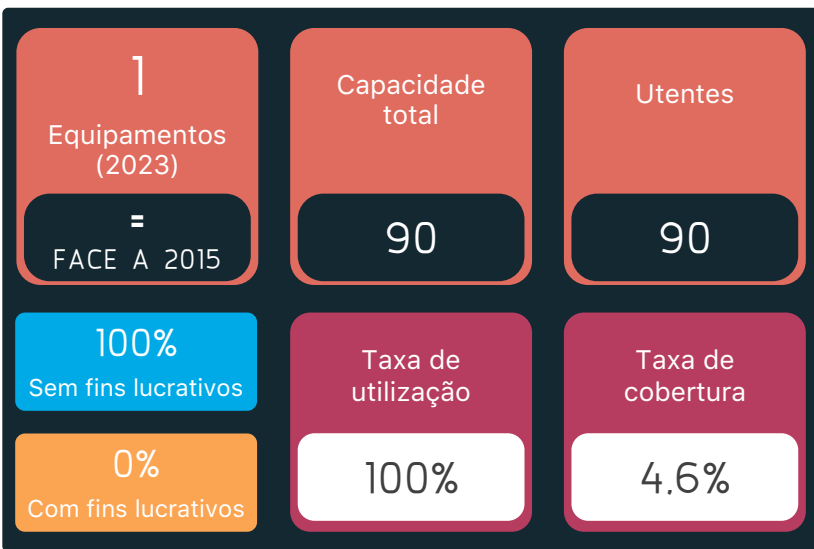 1
Equipamentos
(2023)
=
FACE A 2015
Capacidade
total
90
Utentes
90
100%
Sem fins lucrativos
0%
Com fins lucrativos
Taxa de
utilização
100%
Taxa de
cobertura
4,6%